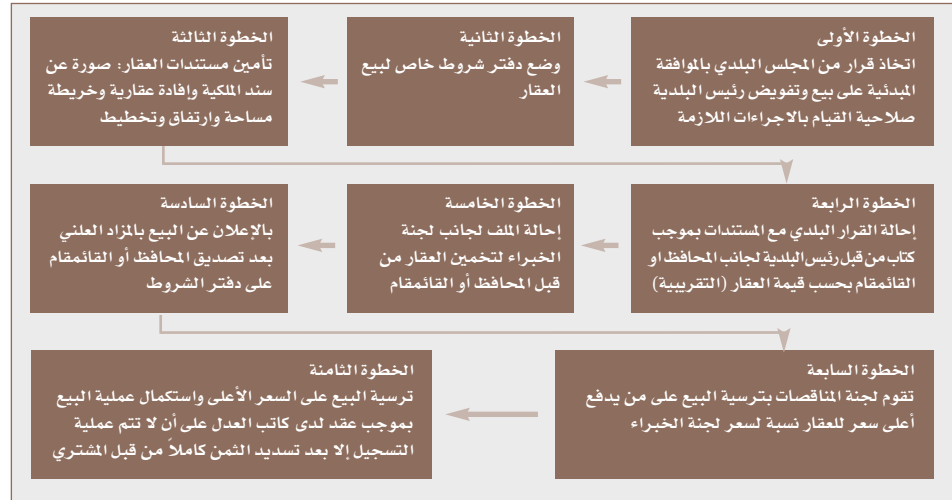 الخطوة الأولى
اتخاذ قرار من المجلس البلدي بالموافقة
المبدئية على بيع وتفويض رئيس البلدية
صلاحية القيام بالاجراءات اللازمة
الخطوة الثانية
وضع دفتر شروط خاص لبيع
العقار
الخطوة الثالثة
تأمين مستندات العقار: صورة عن
سند الملكية وإفادة عقارية وخريطة
مساحة وارتفاق وتخطيط
الخطوة الرابعة
إحالة القرار البلدي مع المستندات بموجب
كتاب من قبل رئيس البلدية لجانب المحافظ او
القائمقام بحسب قيمة العقار (التقريبية)
الخطوة الخامسة
إحالة الملف لجانب لجنة
الخبراء لتخمين العقار من
قبل المحافظ أو القائمقام
الخطوة السادسة
بالإعلان عن البيع بالمزاد العلني
بعد تصديق المحافظ أو القائمقام
على دفتر الشروط
الخطوة السابعة
تقوم لجنة المناقصات بترسية البيع على من يدفع
أعلى سعر للعقار نسبة لسعر لجنة الخبراء
الخطوة الثامنة
ترسية البيع على السعر الأعلى واستكمال عملية البيع
بموجب عقد لدى كاتب العدل على أن لا تتم عملية
التسجيل إلا بعد تسديد الثمن كاملاً من قبل المشتري